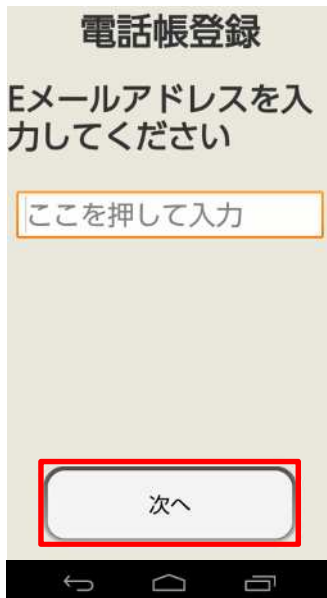 電話帳登録
Eメールアドレスを入
力してください
ここを押して入力
次へ